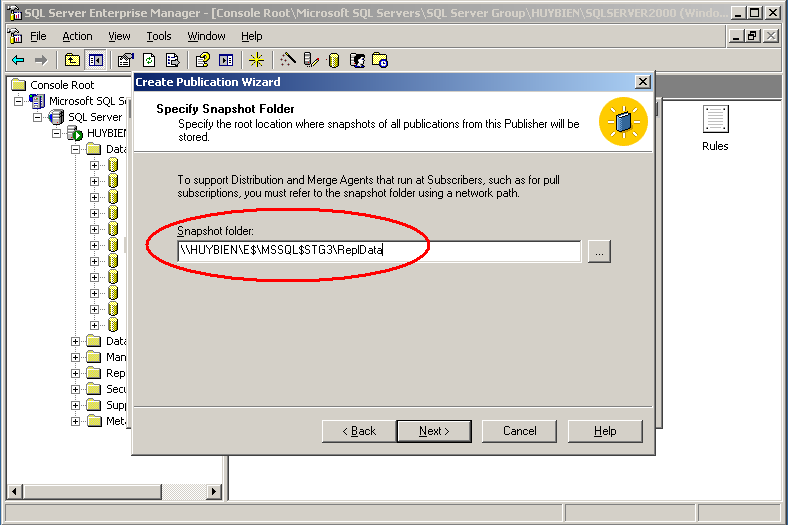 SQL Server Enterprise Manager - [Console Root\Microsoft SQL Servers\SQL Server Group\HUYBIEN\SQLSERVER2000 (Windo...
File Action View Tools Window Help
Console Root
Microsoft SQL Se
SQL Server
HUYBIEN
Data
Data
Man
Rep
Secu
Supp
Meta
Create Publication Wizard
Specify Snapshot Folder
Specify the root location where snapshots of all publications from this Publisher will be
stored.
To support Distribution and Merge Agents that run at Subscribers, such as for pull
subscriptions, you must refer to the snapshot folder using a network path.
Snapshot folder:
\\HUYBIEN\E$\MSSQL$STG3\ReplData
...
< Back Next > Cancel Help
Rules